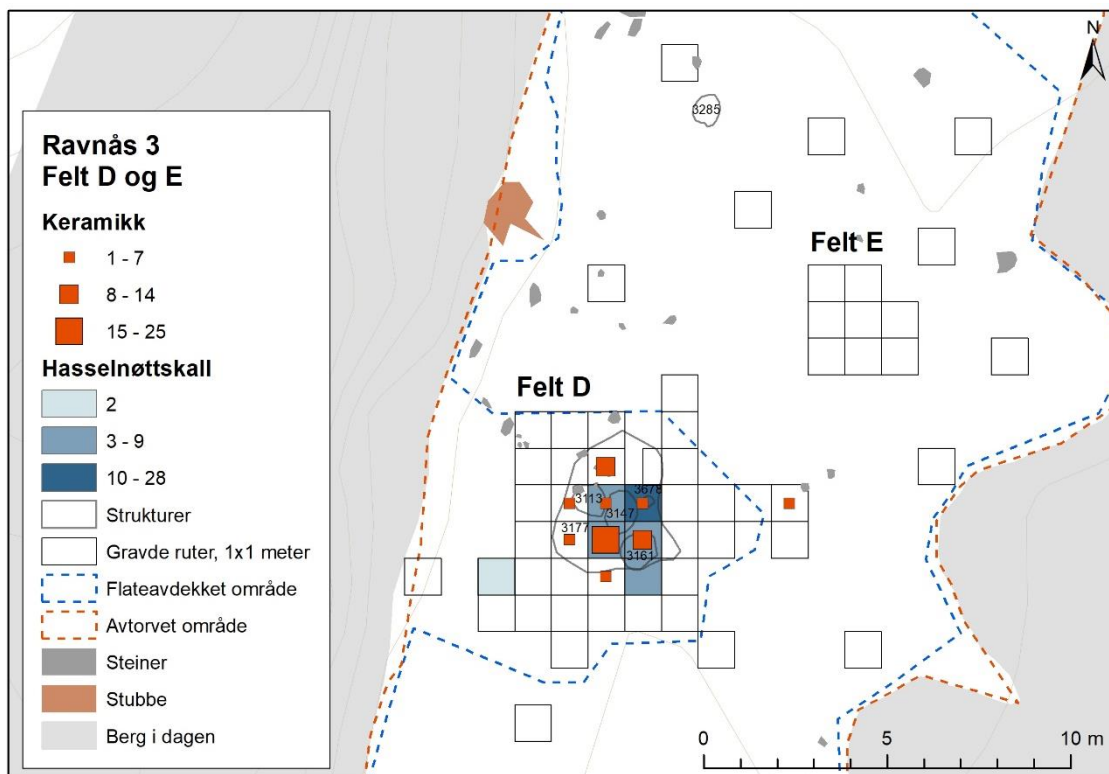 Ravnås 3
Felt D og E
Keramikk
1 - 7
8 - 14
15 - 25
Hasselnøttskall
2
3 - 9
10 - 28
Strukturer
Gravde ruter, 1x1 meter
Flateavdekket område
Avtorvet område
Steiner
Stubbe
Berg i dagen
N
3285
Felt E
Felt D
3678
3113
3147
3177
3161
0 5 10 m